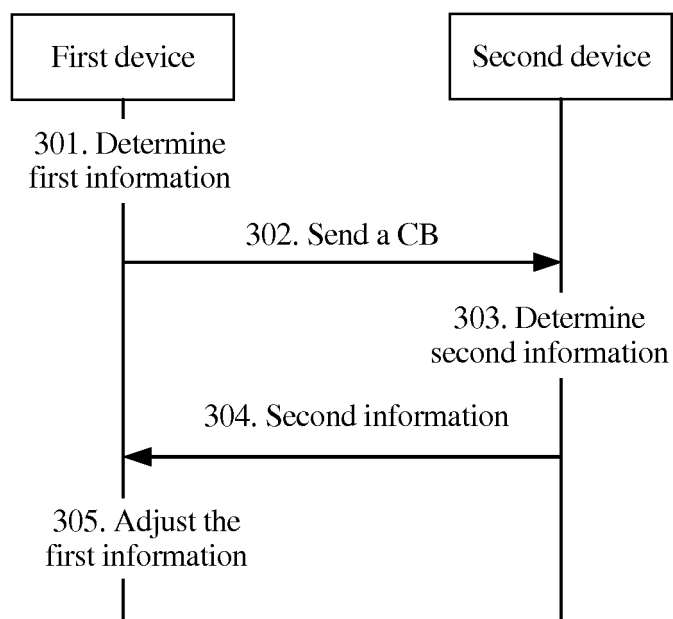 First device
Second device
301. Determine
first information
302. Send a CB
303. Determine
second information
304. Second information
305. Adjust the
first information